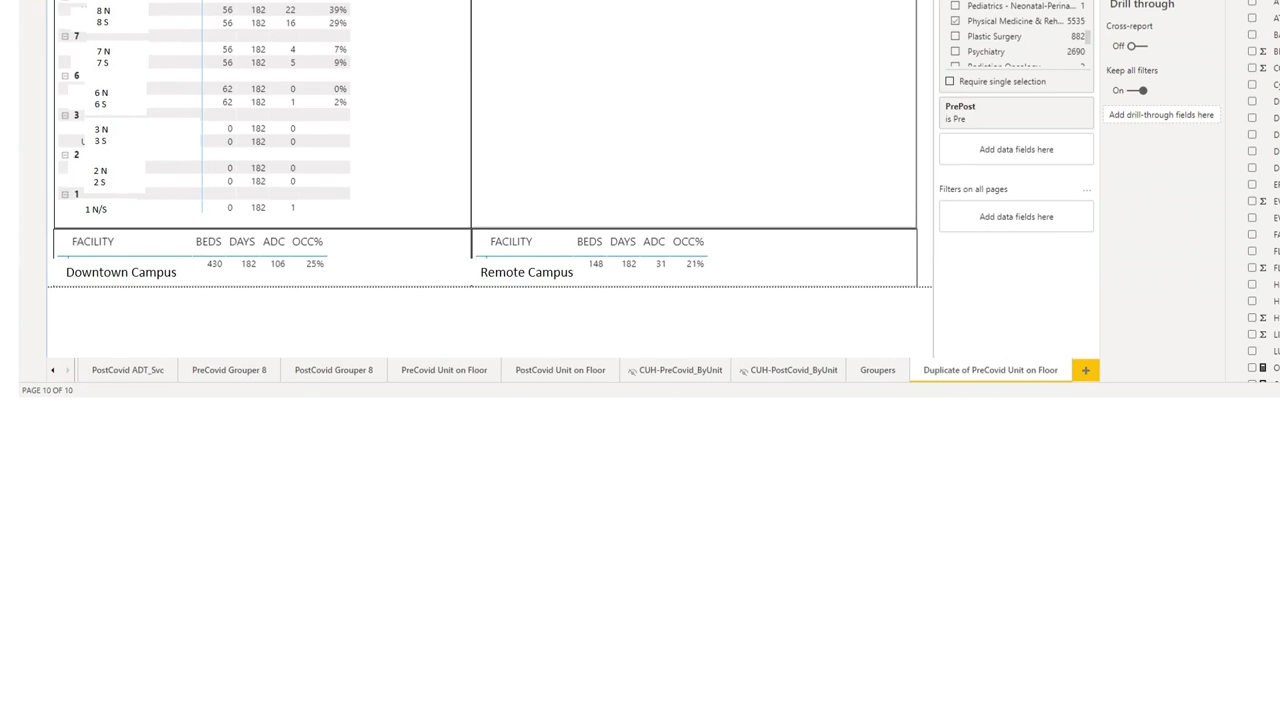 8 N 56 182 22 39%
8 S 56 182 16 29%
7
7 N 56 182 4 7%
7 S 56 182 5 9%
6
6 N 62 182 0 0%
6 S 62 182 1 2%
3
3 N 0 182 0
3 S 0 182 0
2
2 N 0 182 0
2 S 0 182 0
1
1 N/S 0 182 1
FACILITY BEDS DAYS ADC OCC%
Downtown Campus 430 182 106 25%
FACILITY BEDS DAYS ADC OCC%
Remote Campus 148 182 31 21%
Pediatrics - Neonatal-Perina... 1
Physical Medicine & Reh... 5535
Plastic Surgery 882
Psychiatry 2690
Require single selection
PrePost
is Pre
Add data fields here
Filters on all pages ...
Add data fields here
Drill through
Cross-report
Off
Keep all filters
On
Add drill-through fields here
PostCovid ADT_Svc
PreCovid Grouper 8
PostCovid Grouper 8
PreCovid Unit on Floor
PostCovid Unit on Floor
CUH-PreCovid_ByUnit
CUH-PostCovid_ByUnit
Groupers
Duplicate of PreCovid Unit on Floor
+
PAGE 10 OF 10